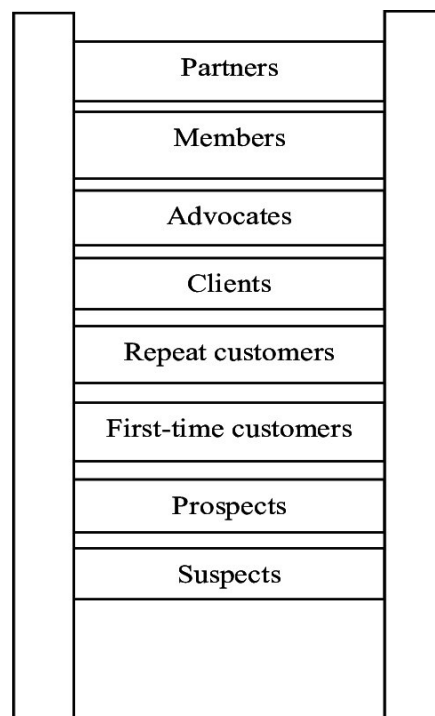 Partners
Members
Advocates
Clients
Repeat customers
First-time customers
Prospects
Suspects